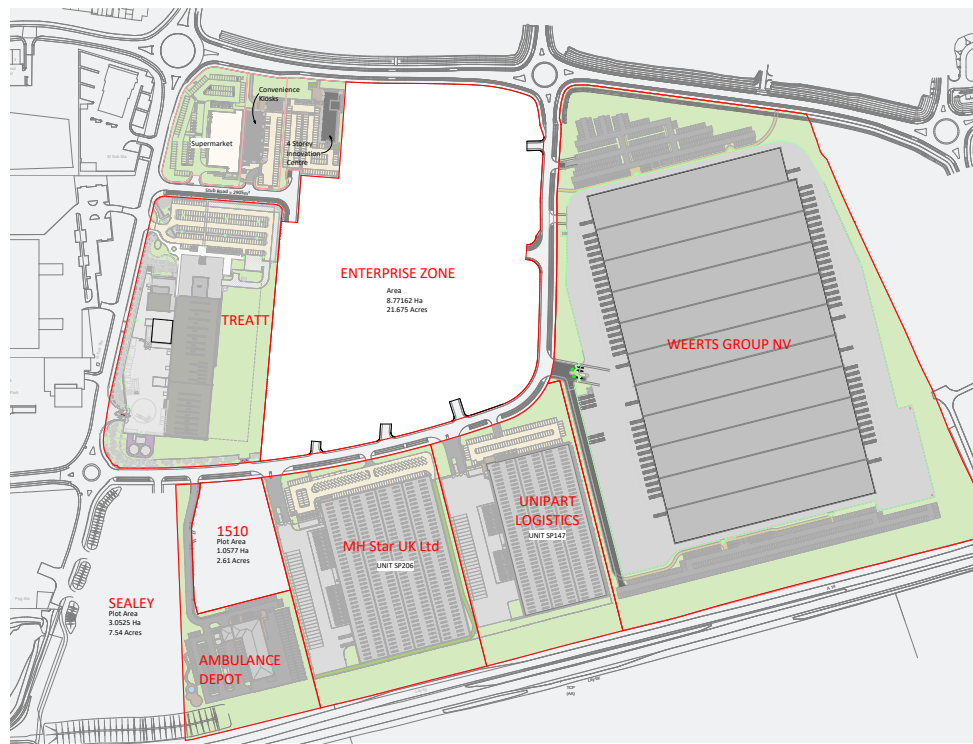 Convenience
Kiosks
Supermarket
4 Storey
Innovation
Centre
ENTERPRISE ZONE
Area
8.77162 Ha
21.675 Acres
TREATT
WEERTS GROUP NV
UNIPART
LOGISTICS
UNIT SP147
1510
Plot Area
1.0577 Ha
2.61 Acres
MH Star UK Ltd
UNIT SP206
SEALEY
Plot Area
3.0525 Ha
7.54 Acres
AMBULANCE
DEPOT